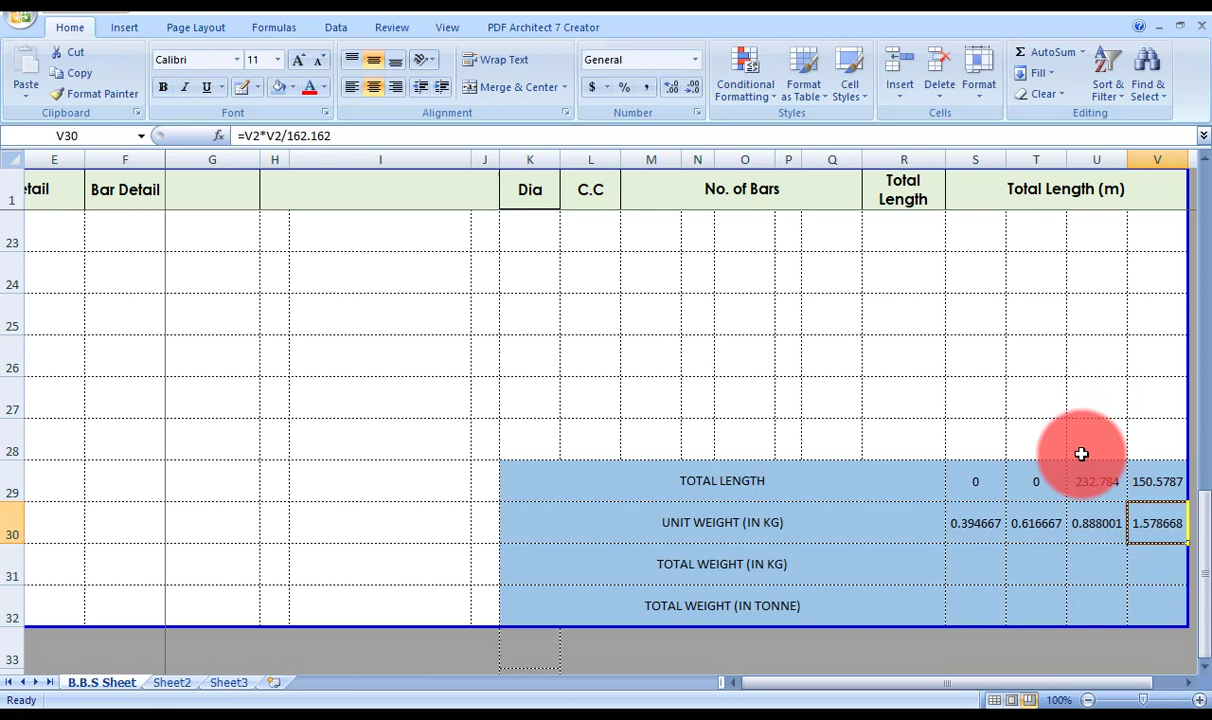 Home Insert Page Layout Formulas Data Review View PDF Architect 7 Creator
Cut
Copy
Format Painter
Paste
Clipboard
Calibri 11
B I U
Font
Wrap Text
Merge & Center
Alignment
General
$ % ,
Number
Conditional Formatting
Format as Table
Cell Styles
Styles
Insert Delete Format
Cells
Σ AutoSum
Fill
Clear
Sort & Filter
Find & Select
Editing
V30 fx =V2*V2/162.162
E F G H I J K L M N O P Q R S T U V
1 etail Bar Detail Dia C.C No. of Bars Total Length Total Length (m)
23
24
25
26
27
28
29 TOTAL LENGTH 0 0 232.784 150.5787
30 UNIT WEIGHT (IN KG) 0.394667 0.616667 0.888001 1.578668
31 TOTAL WEIGHT (IN KG)
32 TOTAL WEIGHT (IN TONNE)
33
B.B.S Sheet Sheet2 Sheet3
Ready 100%